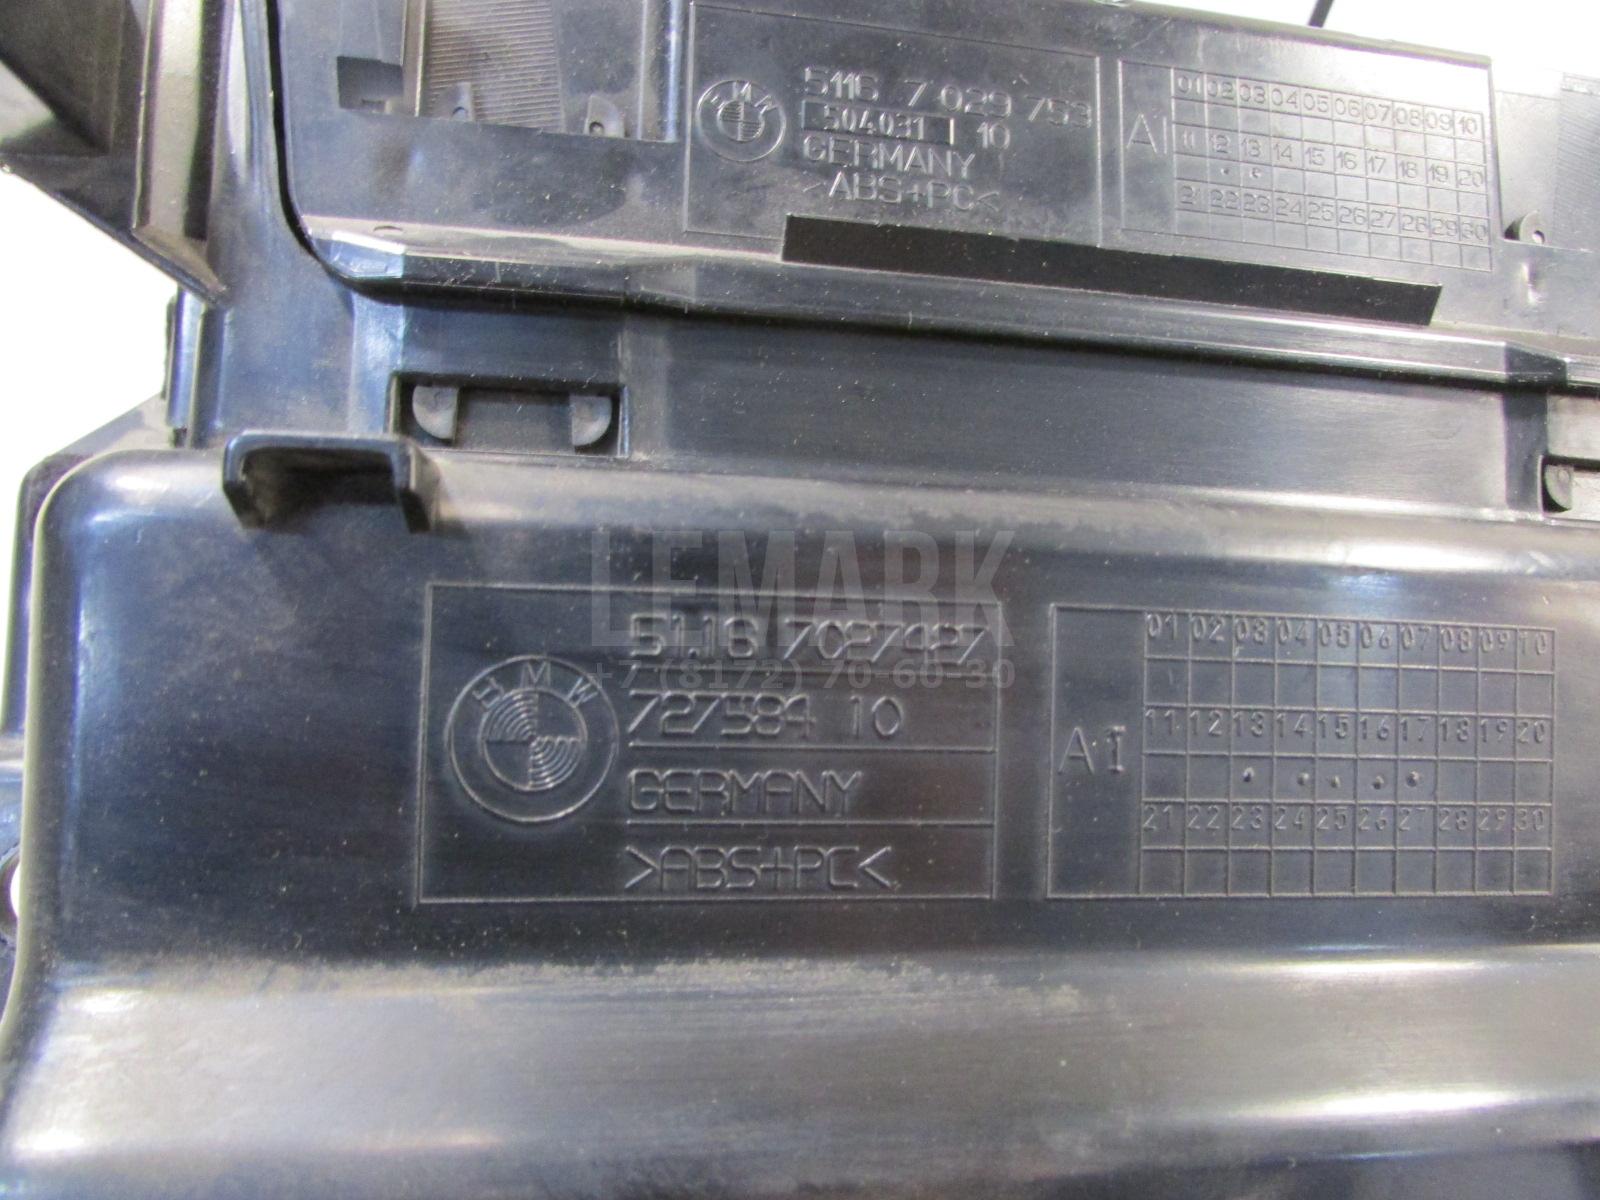 BMW
5116 7 029 753
504031 10
GERMANY
>ABS+PC<
A1
01 02 03 04 05 06 07 08 09 10
11 12 13 14 15 16 17 18 19 20
21 22 23 24 25 26 27 28 29 30
LEMARK
+7 (8172) 70-60-30
BMW
51.16 7027427
727584 10
GERMANY
>ABS+PC<
A1
01 02 03 04 05 06 07 08 09 10
11 12 13 14 15 16 17 18 19 20
21 22 23 24 25 26 27 28 29 30